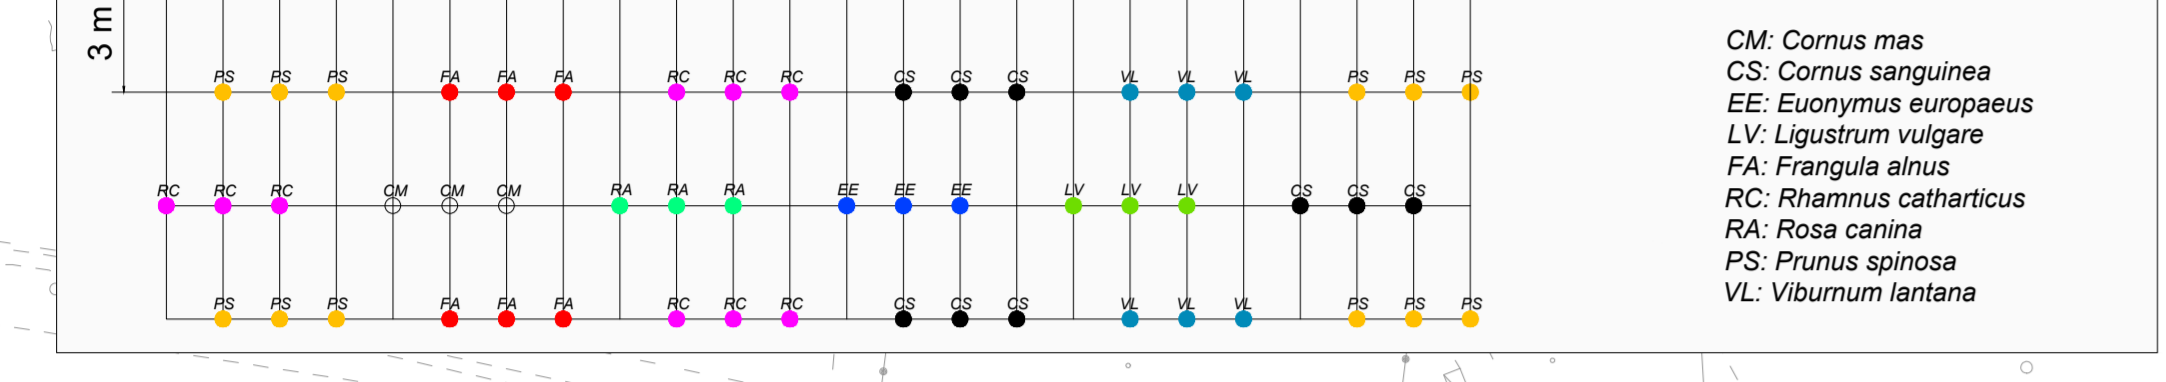 3 m
PS PS PS FA FA FA RC RC RC CS CS CS VL VL VL PS PS PS
RC RC RC CM CM CM RA RA RA EE EE EE LV LV LV CS CS CS
PS PS PS FA FA FA RC RC RC CS CS CS VL VL VL PS PS PS
CM: Cornus mas
CS: Cornus sanguinea
EE: Euonymus europaeus
LV: Ligustrum vulgare
FA: Frangula alnus
RC: Rhamnus catharticus
RA: Rosa canina
PS: Prunus spinosa
VL: Viburnum lantana